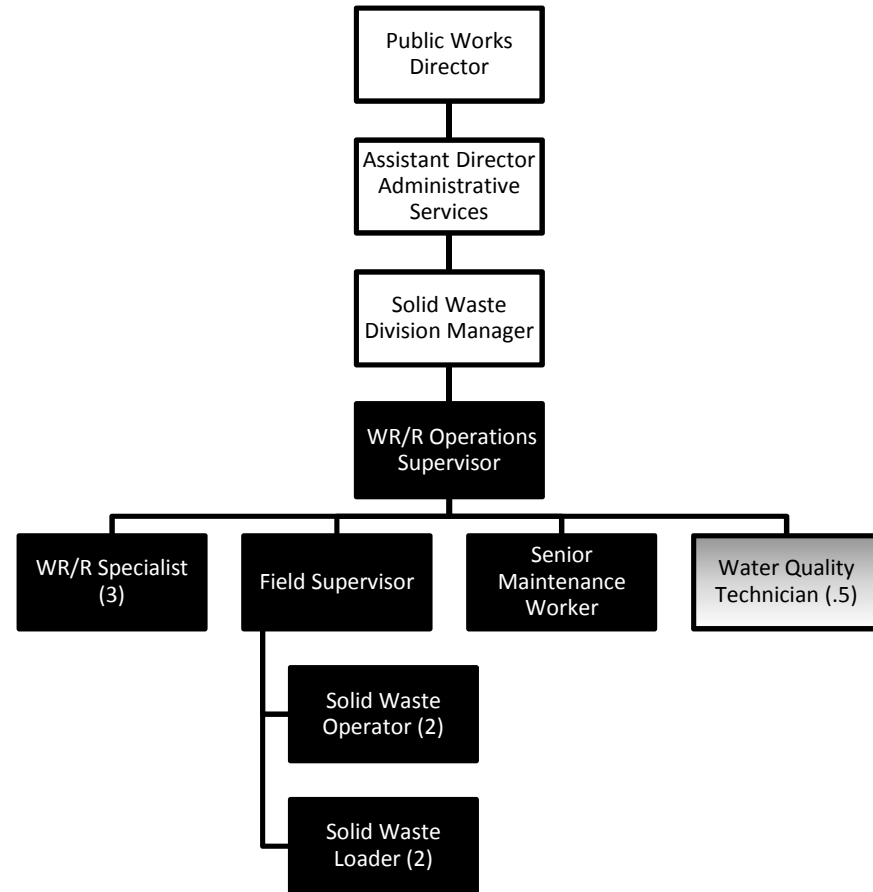 Public Works
Director
Assistant Director
Administrative
Services
Solid Waste
Division Manager
WR/R Operations
Supervisor
WR/R Specialist
(3)
Field Supervisor
Senior
Maintenance
Worker
Water Quality
Technician (.5)
Solid Waste
Operator (2)
Solid Waste
Loader (2)